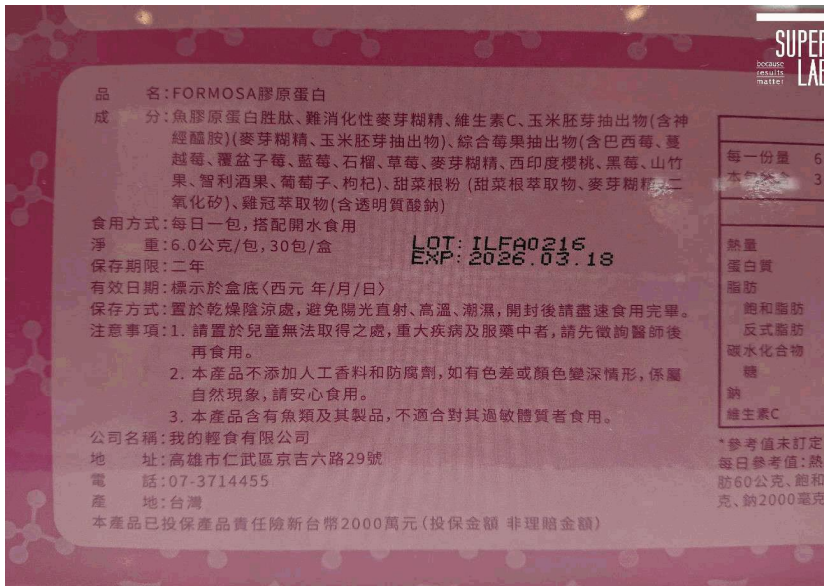 SUPER
LAB
because
results
matter
品 名:FORMOSA膠原蛋白
成 分:魚膠原蛋白胜肽、難消化性麥芽糊精、維生素C、玉米胚芽抽出物(含神
經醯胺)(麥芽糊精、玉米胚芽抽出物)、綜合莓果抽出物(含巴西莓、蔓
越莓、覆盆子莓、藍莓、石榴、草莓、麥芽糊精、西印度櫻桃、黑莓、山竹
果、智利酒果、葡萄子、枸杞)、甜菜根粉 (甜菜根萃取物、麥芽糊精、二
氧化矽)、雞冠萃取物(含透明質酸鈉)
食用方式:每日一包,搭配開水食用
淨 重:6.0公克/包,30包/盒
LOT: ILFA0216
EXP: 2026.03.18
保存期限:二年
有效日期:標示於盒底〈西元 年/月/日〉
保存方式:置於乾燥陰涼處,避免陽光直射、高溫、潮濕,開封後請盡速食用完畢。
注意事項:1. 請置於兒童無法取得之處,重大疾病及服藥中者,請先徵詢醫師後
再食用。
2. 本產品不添加人工香料和防腐劑,如有色差或顏色變深情形,係屬
自然現象,請安心食用。
3. 本產品含有魚類及其製品,不適合對其過敏體質者食用。
公司名稱:我的輕食有限公司
地 址:高雄市仁武區京吉六路29號
電 話:07-3714455
產 地:台灣
本產品已投保產品責任險新台幣2000萬元(投保金額 非理賠金額)
每一份量 6
本包裝含 3
熱量
蛋白質
脂肪
飽和脂肪
反式脂肪
碳水化合物
糖
鈉
維生素C
*參考值未訂定
每日參考值:熱
肪60公克、飽和
克、鈉2000毫克